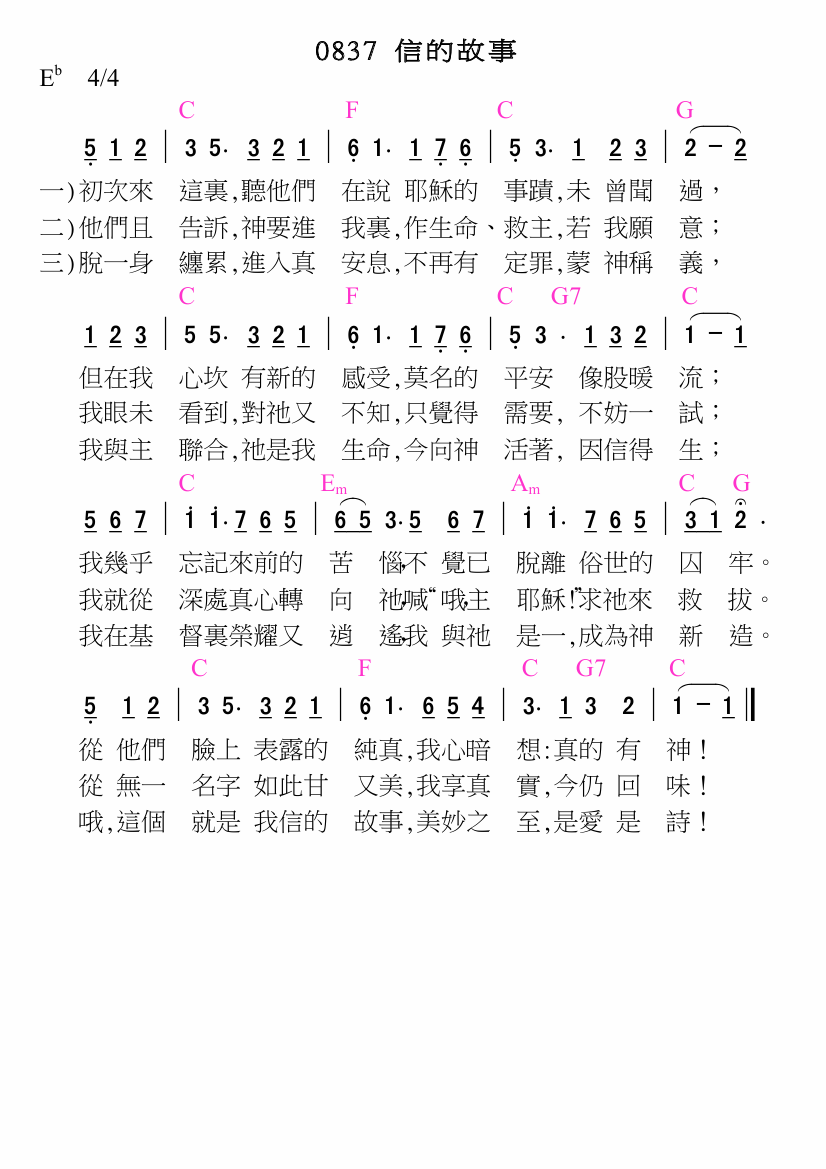 0837 信的故事
E♭ 4/4
C F C G
5 1 2 | 3 5. 3 2 1 | 6 1. 1 7 6 | 5 3. 1 2 3 | 2 - 2
一)初次來 這裏,聽他們 在說 耶穌的 事蹟,未 曾聞 過,
二)他們且 告訴,神要進 我裏,作生命、救主,若 我願 意;
三)脫一身 纏累,進入真 安息,不再有 定罪,蒙 神稱 義,
C F C G7 C
1 2 3 | 5 5. 3 2 1 | 6 1. 1 7 6 | 5 3 . 1 3 2 | 1 - 1
但在我 心坎 有新的 感受,莫名的 平安 像股暖 流;
我眼未 看到,對祂又 不知,只覺得 需要, 不妨一 試;
我與主 聯合,祂是我 生命,今向神 活著, 因信得 生;
C Em Am C G
5 6 7 | 1 1. 7 6 5 | 6 5 3. 5 6 7 | 1 1. 7 6 5 | 3 1 2 .
我幾乎 忘記來前的 苦 惱,不 覺已 脫離 俗世的 囚 牢。
我就從 深處真心轉 向 祂,喊“哦,主 耶穌!”求祂來 救 拔。
我在基 督裏榮耀又 逍 遙,我 與祂 是一,成為神 新 造。
C F C G7 C
5 1 2 | 3 5. 3 2 1 | 6 1. 6 5 4 | 3. 1 3 2 | 1 - 1 ‖
從 他們 臉上 表露的 純真,我心暗 想:真的 有 神!
從 無一 名字 如此甘 又美,我享真 實,今仍 回 味!
哦,這個 就是 我信的 故事,美妙之 至,是愛 是 詩!